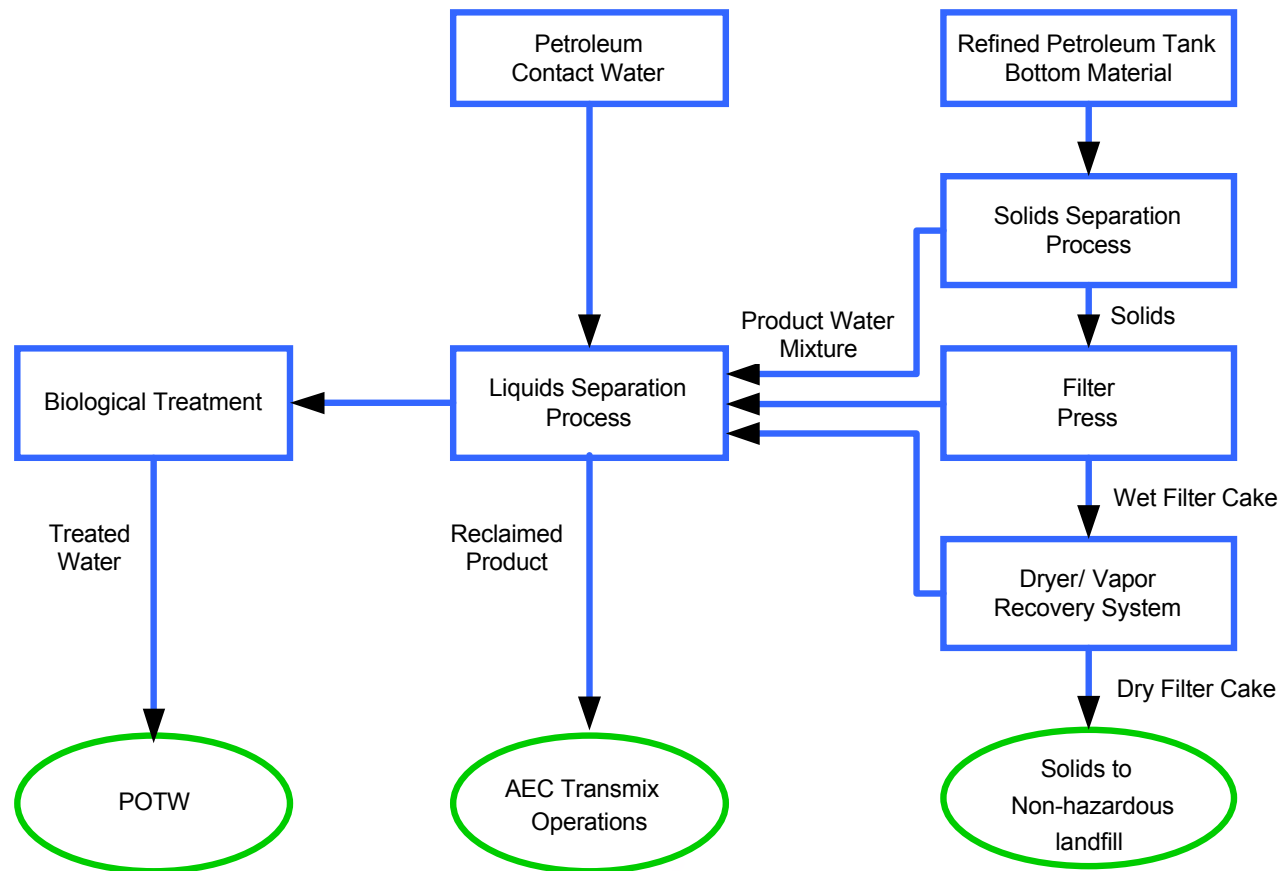 Petroleum
Contact Water
Refined Petroleum Tank
Bottom Material
Solids Separation
Process
Product Water
Mixture
Solids
Biological Treatment
Liquids Separation
Process
Filter
Press
Wet Filter Cake
Treated
Water
Reclaimed
Product
Dryer/ Vapor
Recovery System
Dry Filter Cake
POTW
AEC Transmix
Operations
Solids to
Non-hazardous
landfill